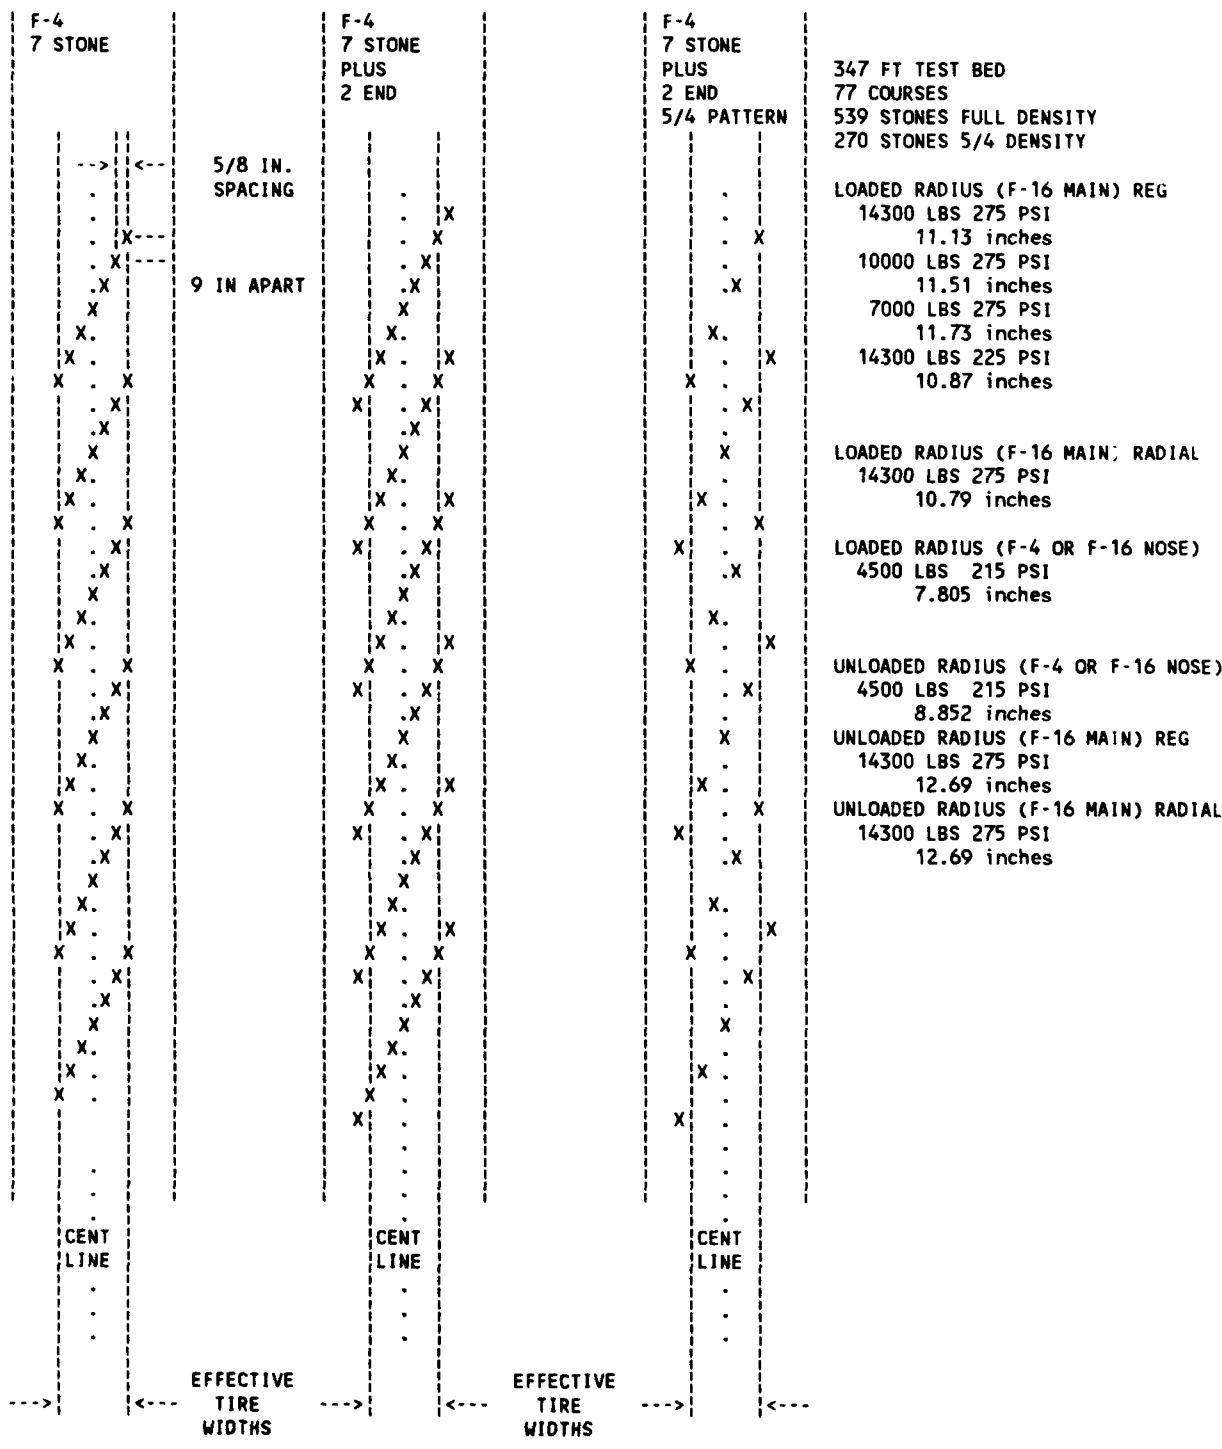 F-4
7 STONE
F-4
7 STONE
PLUS
2 END
F-4
7 STONE
PLUS
2 END
5/4 PATTERN
347 FT TEST BED
77 COURSES
539 STONES FULL DENSITY
270 STONES 5/4 DENSITY
5/8 IN.
SPACING
9 IN APART
LOADED RADIUS (F-16 MAIN) REG
14300 LBS 275 PSI
11.13 inches
10000 LBS 275 PSI
11.51 inches
7000 LBS 275 PSI
11.73 inches
14300 LBS 225 PSI
10.87 inches
LOADED RADIUS (F-16 MAIN) RADIAL
14300 LBS 275 PSI
10.79 inches
LOADED RADIUS (F-4 OR F-16 NOSE)
4500 LBS 215 PSI
7.805 inches
UNLOADED RADIUS (F-4 OR F-16 NOSE)
4500 LBS 215 PSI
8.852 inches
UNLOADED RADIUS (F-16 MAIN) REG
14300 LBS 275 PSI
12.69 inches
UNLOADED RADIUS (F-16 MAIN) RADIAL
14300 LBS 275 PSI
12.69 inches
CENT
LINE
CENT
LINE
CENT
LINE
EFFECTIVE
TIRE
WIDTHS
EFFECTIVE
TIRE
WIDTHS